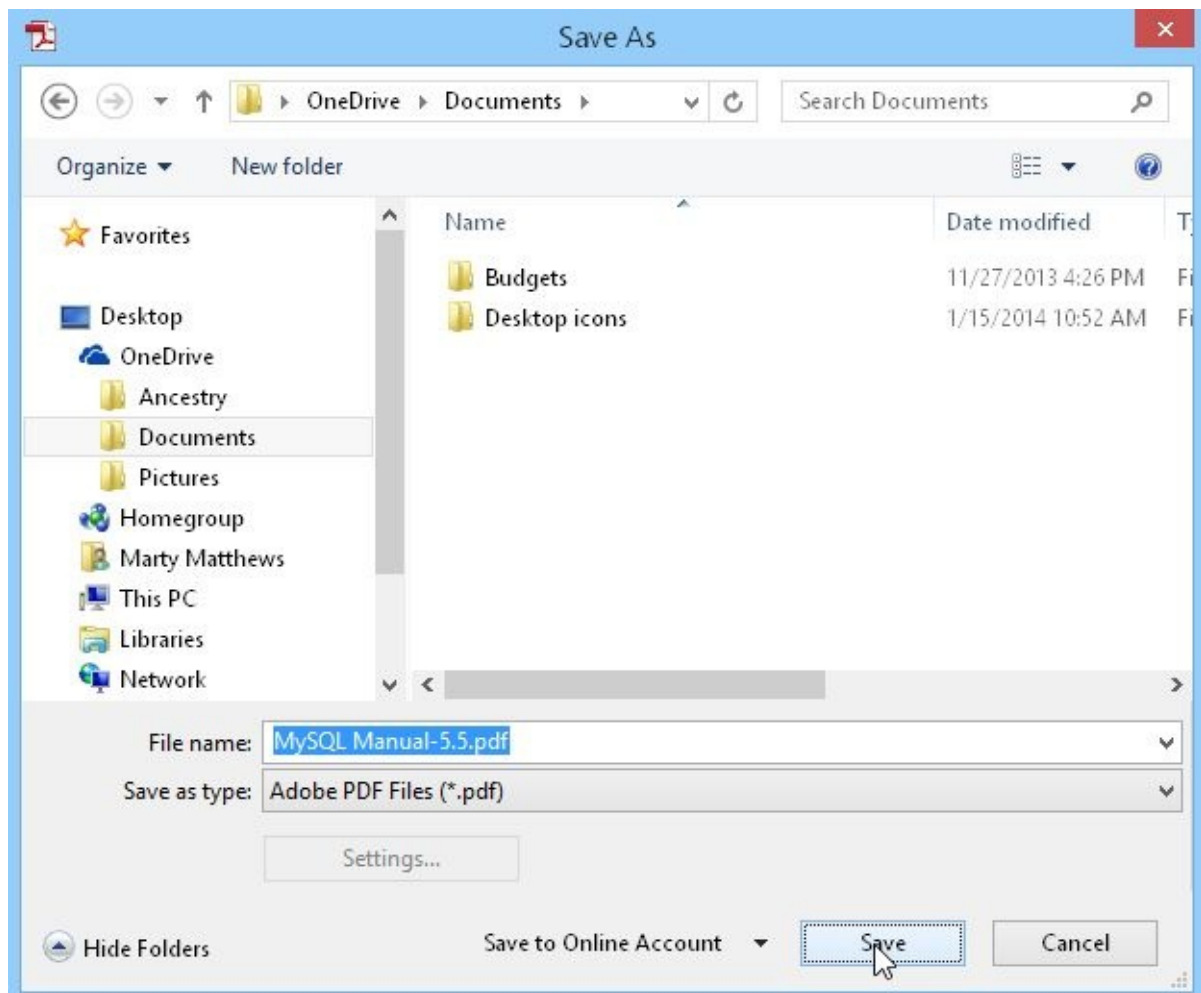 Save As
OneDrive Documents
Search Documents
Organize New folder
Favorites
Desktop
OneDrive
Ancestry
Documents
Pictures
Homegroup
Marty Matthews
This PC
Libraries
Network
Name Date modified
Budgets 11/27/2013 4:26 PM Fi
Desktop icons 1/15/2014 10:52 AM Fi
File name: MySQL Manual-5.5.pdf
Save as type: Adobe PDF Files (*.pdf)
Settings...
Hide Folders Save to Online Account Save Cancel